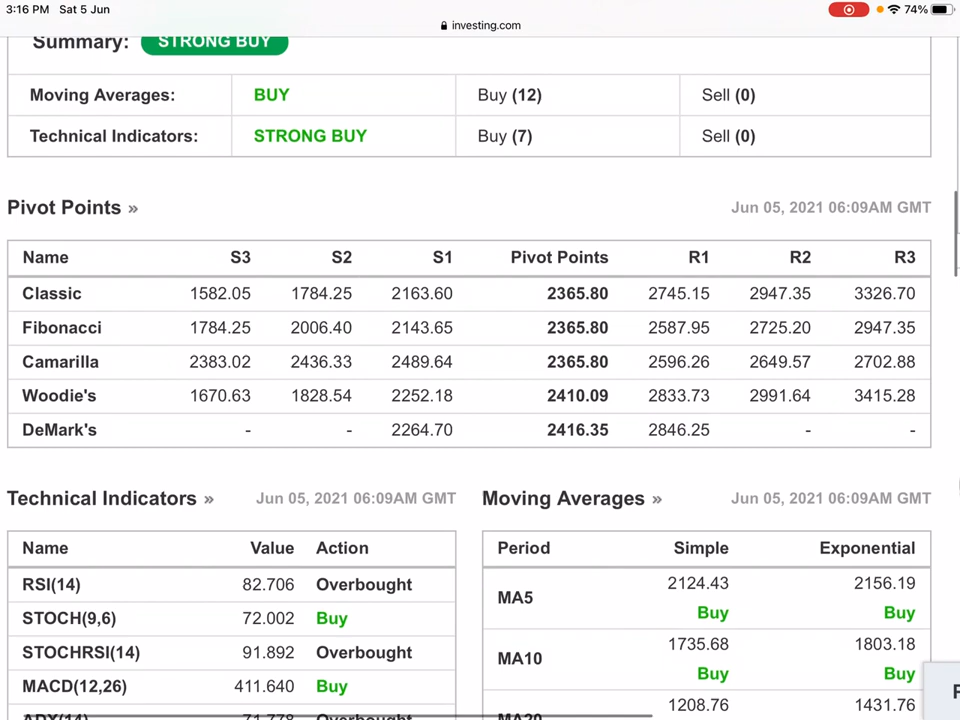 3:16 PM Sat 5 Jun 74%
investing.com
Summary: STRONG BUY
Moving Averages: BUY Buy (12) Sell (0)
Technical Indicators: STRONG BUY Buy (7) Sell (0)
Pivot Points » Jun 05, 2021 06:09AM GMT
Name S3 S2 S1 Pivot Points R1 R2 R3
Classic 1582.05 1784.25 2163.60 2365.80 2745.15 2947.35 3326.70
Fibonacci 1784.25 2006.40 2143.65 2365.80 2587.95 2725.20 2947.35
Camarilla 2383.02 2436.33 2489.64 2365.80 2596.26 2649.57 2702.88
Woodie's 1670.63 1828.54 2252.18 2410.09 2833.73 2991.64 3415.28
DeMark's - - 2264.70 2416.35 2846.25 - -
Technical Indicators » Jun 05, 2021 06:09AM GMT
Name Value Action
RSI(14) 82.706 Overbought
STOCH(9,6) 72.002 Buy
STOCHRSI(14) 91.892 Overbought
MACD(12,26) 411.640 Buy
ADX(14) 71.778 Overbought
Moving Averages » Jun 05, 2021 06:09AM GMT
Period Simple Exponential
MA5 2124.43 2156.19
Buy Buy
MA10 1735.68 1803.18
Buy Buy
MA20 1208.76 1431.76